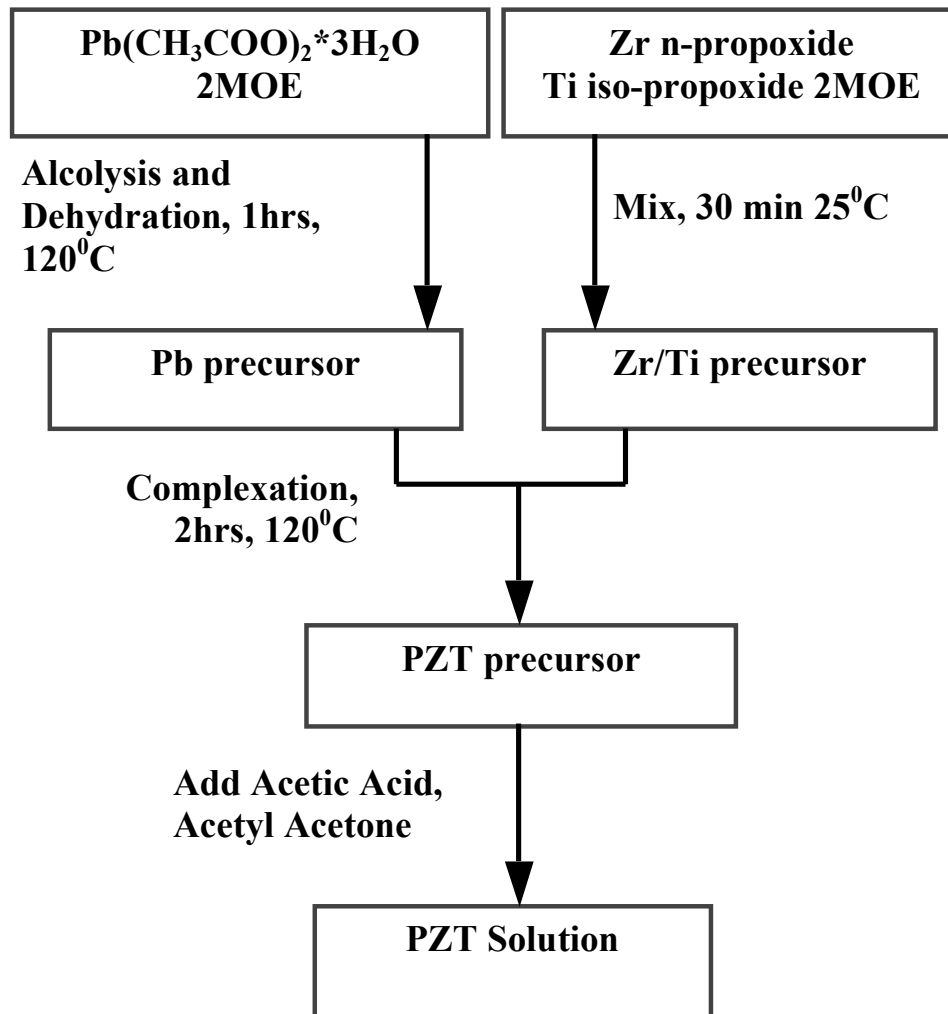 Pb(CH₃COO)₂*3H₂O
2MOE
Zr n-propoxide
Ti iso-propoxide 2MOE
Alcolysis and
Dehydration, 1hrs,
120⁰C
Mix, 30 min 25⁰C
Pb precursor
Zr/Ti precursor
Complexation,
2hrs, 120⁰C
PZT precursor
Add Acetic Acid,
Acetyl Acetone
PZT Solution